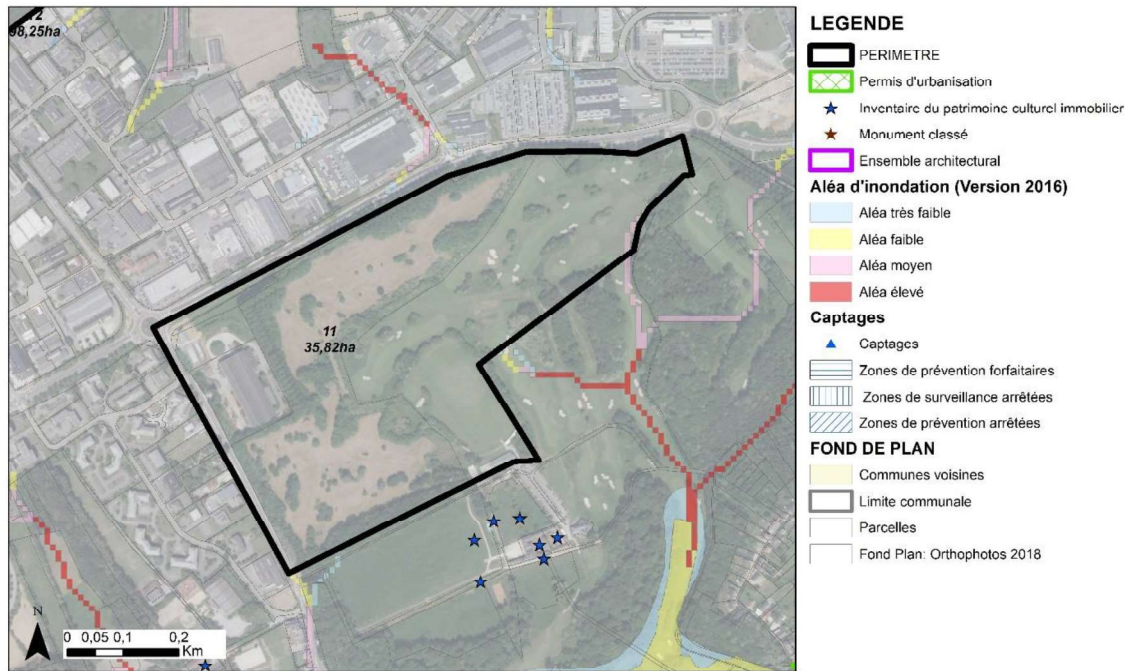 12
98,25ha
11
35,82ha
N
0 0,05 0,1 0,2
Km
LEGENDE
PERIMETRE
Permis d'urbanisation
Inventaire du patrimoine culturel immobilier
Monument classé
Ensemble architectural
Aléa d'inondation (Version 2016)
Aléa très faible
Aléa faible
Aléa moyen
Aléa élevé
Captages
Captages
Zones de prévention forfaitaires
Zones de surveillance arrêtées
Zones de prévention arrêtées
FOND DE PLAN
Communes voisines
Limite communale
Parcelles
Fond Plan: Orthophotos 2018